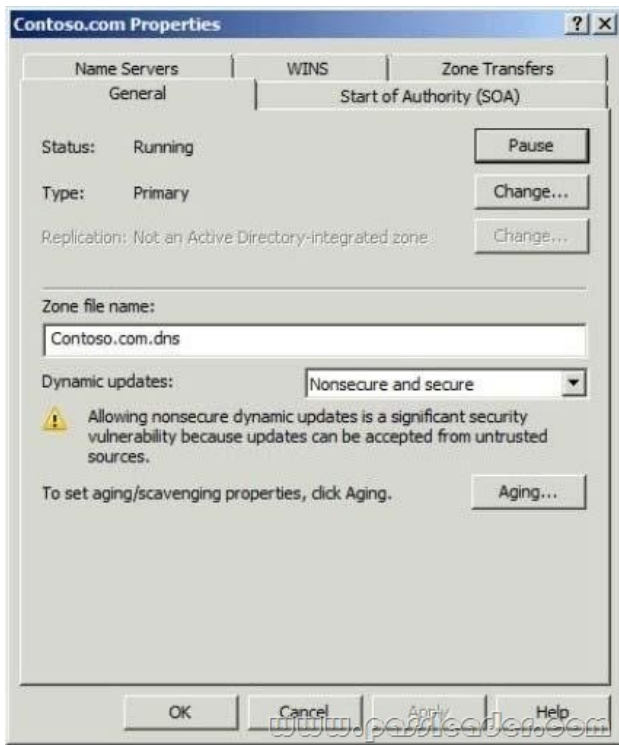 Contoso.com Properties
Name Servers WINS Zone Transfers
General Start of Authority (SOA)
Status: Running Pause
Type: Primary Change...
Replication: Not an Active Directory-integrated zone Change...
Zone file name:
Contoso.com.dns
Dynamic updates: Nonsecure and secure
Allowing nonsecure dynamic updates is a significant security
vulnerability because updates can be accepted from untrusted
sources.
To set aging/scavenging properties, click Aging. Aging...
OK Cancel Apply Help
www.passleader.com